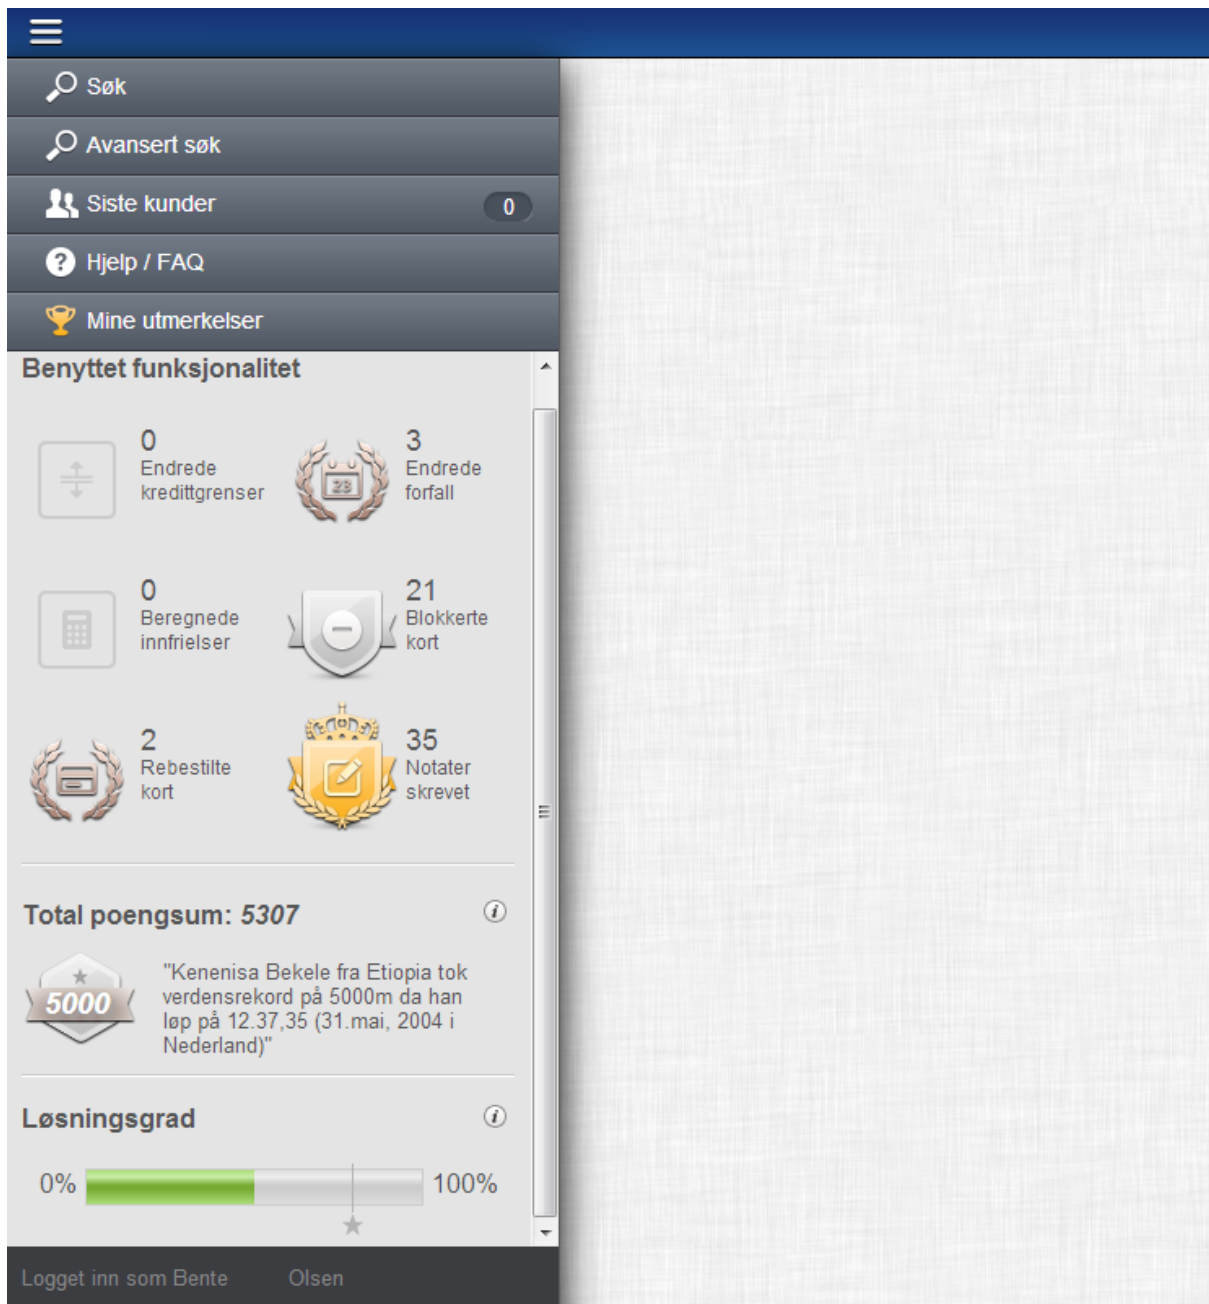 Søk
Avansert søk
Siste kunder 0
Hjelp / FAQ
Mine utmerkelser
Benyttet funksjonalitet
0
Endrede
kredittgrenser
23
3
Endrede
forfall
0
Beregnede
innfrielser
21
Blokkerte
kort
2
Rebestilte
kort
35
Notater
skrevet
Total poengsum: 5307
5000
"Kenenisa Bekele fra Etiopia tok
verdensrekord på 5000m da han
løp på 12.37,35 (31.mai, 2004 i
Nederland)"
Løsningsgrad
0% 100%
Logget inn som Bente Olsen